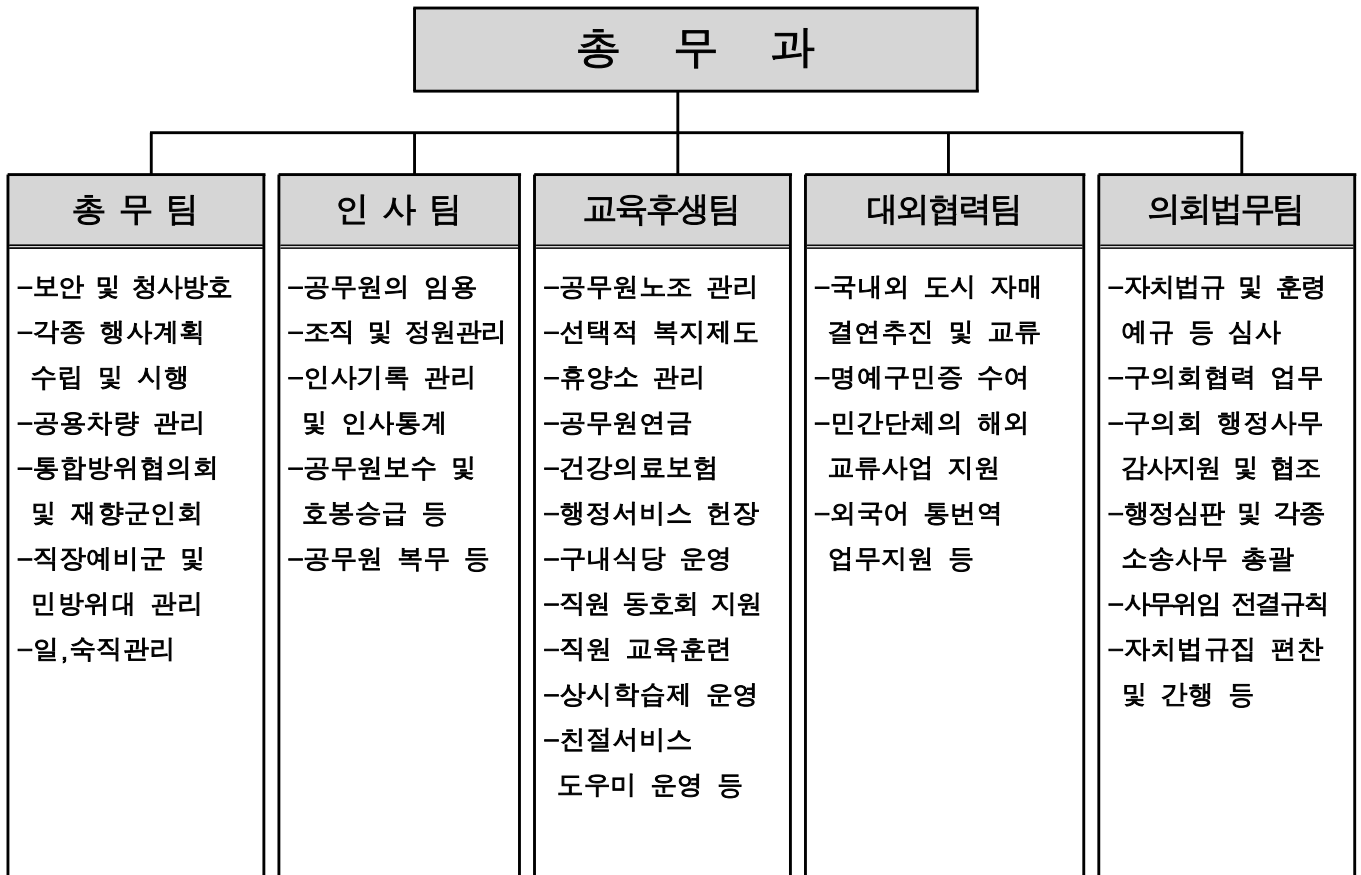 총 무 과
총 무 팀
-보안 및 청사방호
-각종 행사계획
수립 및 시행
-공용차량 관리
-통합방위협의회
및 재향군인회
-직장예비군 및
민방위대 관리
-일,숙직관리
인 사 팀
-공무원의 임용
-조직 및 정원관리
-인사기록 관리
및 인사통계
-공무원보수 및
호봉승급 등
-공무원 복무 등
교육후생팀
-공무원노조 관리
-선택적 복지제도
-휴양소 관리
-공무원연금
-건강의료보험
-행정서비스 헌장
-구내식당 운영
-직원 동호회 지원
-직원 교육훈련
-상시학습제 운영
-친절서비스
도우미 운영 등
대외협력팀
-국내외 도시 자매
결연추진 및 교류
-명예구민증 수여
-민간단체의 해외
교류사업 지원
-외국어 통번역
업무지원 등
의회법무팀
-자치법규 및 훈령
예규 등 심사
-구의회협력 업무
-구의회 행정사무
감사지원 및 협조
-행정심판 및 각종
소송사무 총괄
-사무위임 전결규칙
-자치법규집 편찬
및 간행 등